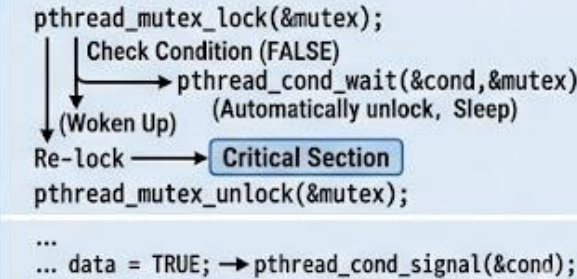 pthread_mutex_lock(&mutex);
Check Condition (FALSE)
pthread_cond_wait(&cond,&mutex)
(Automatically unlock, Sleep)
(Woken Up)
Re-lock → Critical Section
pthread_mutex_unlock(&mutex);
...
... data = TRUE; → pthread_cond_signal(&cond);